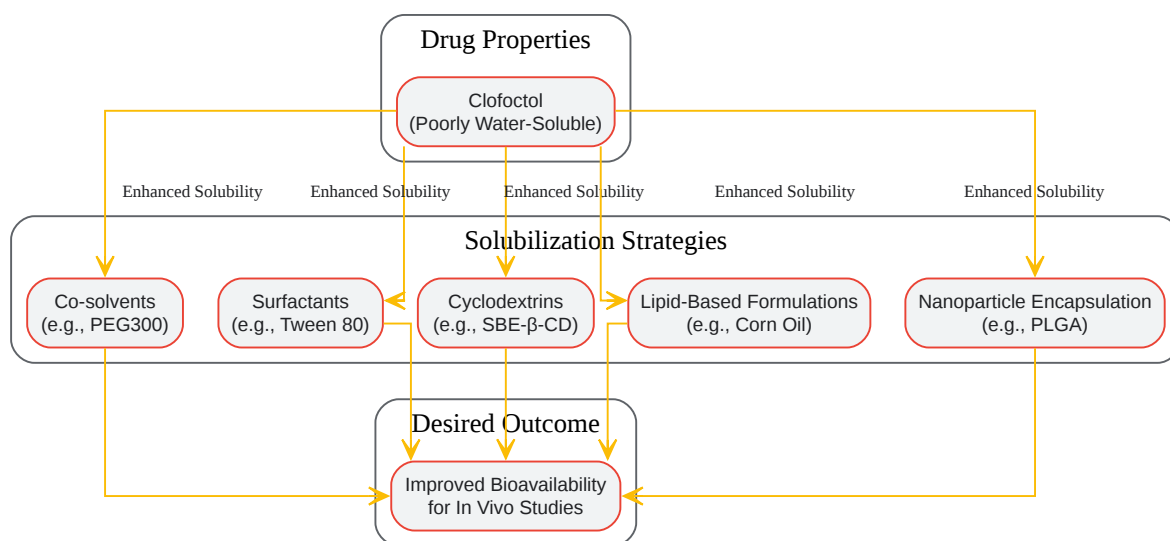 Drug Properties
Clofoctol
(Poorly Water-Soluble)
Enhanced Solubility
Enhanced Solubility
Enhanced Solubility
Enhanced Solubility
Enhanced Solubility
Solubilization Strategies
Co-solvents
(e.g., PEG300)
Surfactants
(e.g., Tween 80)
Cyclodextrins
(e.g., SBE-β-CD)
Lipid-Based Formulations
(e.g., Corn Oil)
Nanoparticle Encapsulation
(e.g., PLGA)
Desired Outcome
Improved Bioavailability
for In Vivo Studies